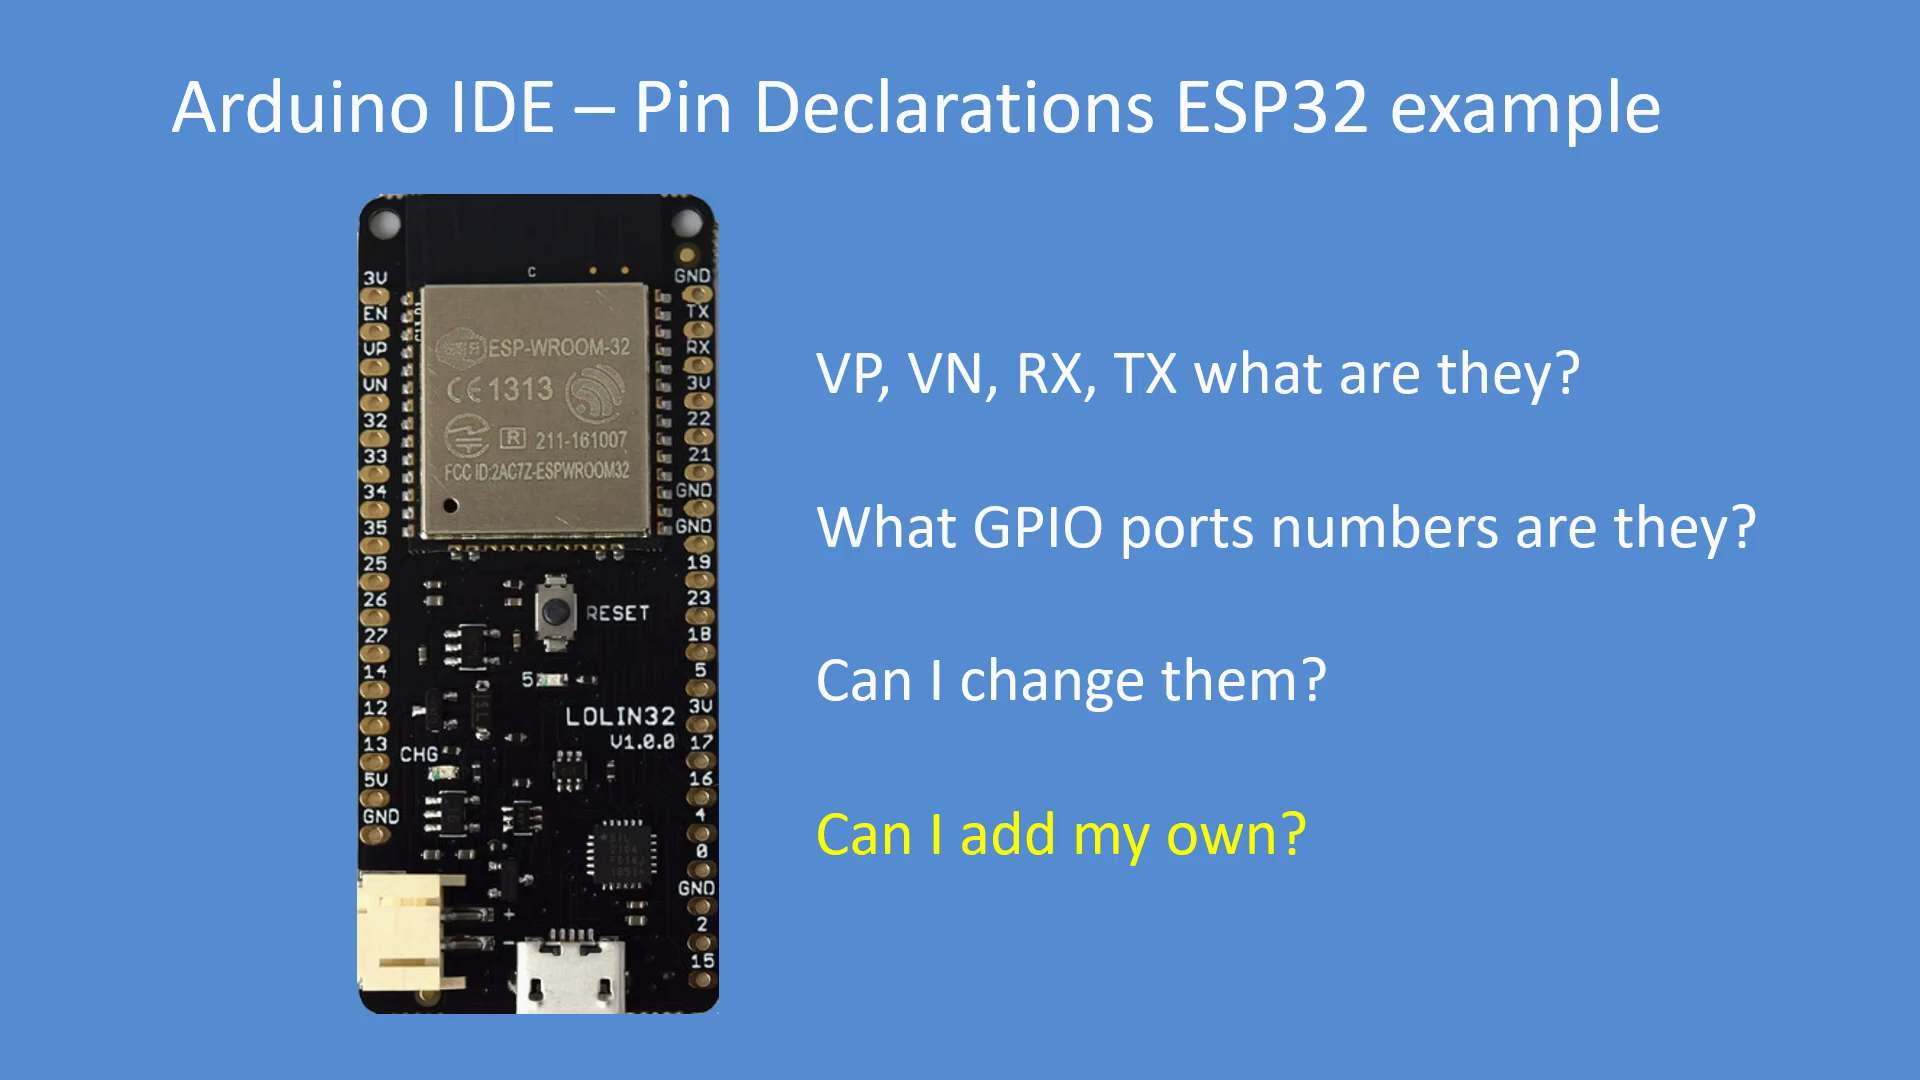 Arduino IDE – Pin Declarations ESP32 example
C
3V
EN
VP
VN
32
33
34
35
25
26
27
14
12
13
5V
GND
ESP-WROOM-32
CE1313
R 211-161007
FCC ID:2AC7Z-ESPWROOM32
RESET
5
LOLIN32
V1.0.0
CHG
+
-
GND
TX
RX
3V
22
21
GND
GND
19
23
18
5
3V
17
16
4
0
GND
2
15
VP, VN, RX, TX what are they?
What GPIO ports numbers are they?
Can I change them?
Can I add my own?